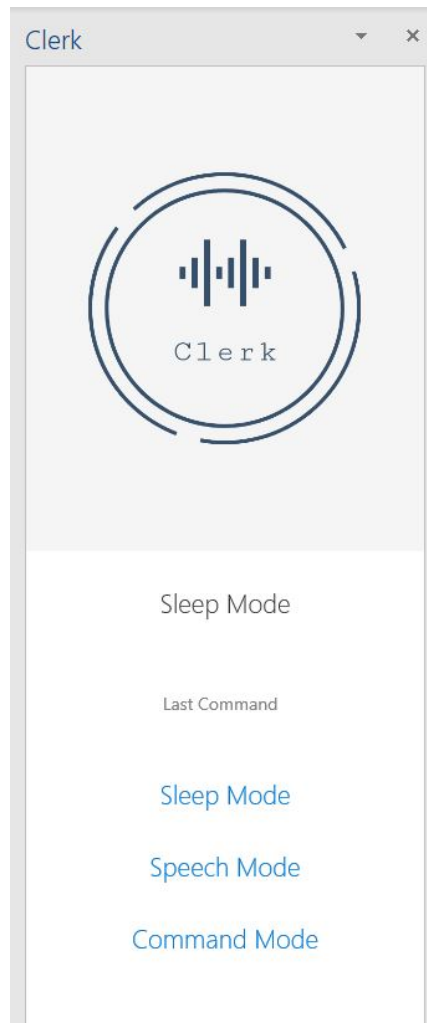 Clerk
Clerk
Sleep Mode
Last Command
Sleep Mode
Speech Mode
Command Mode